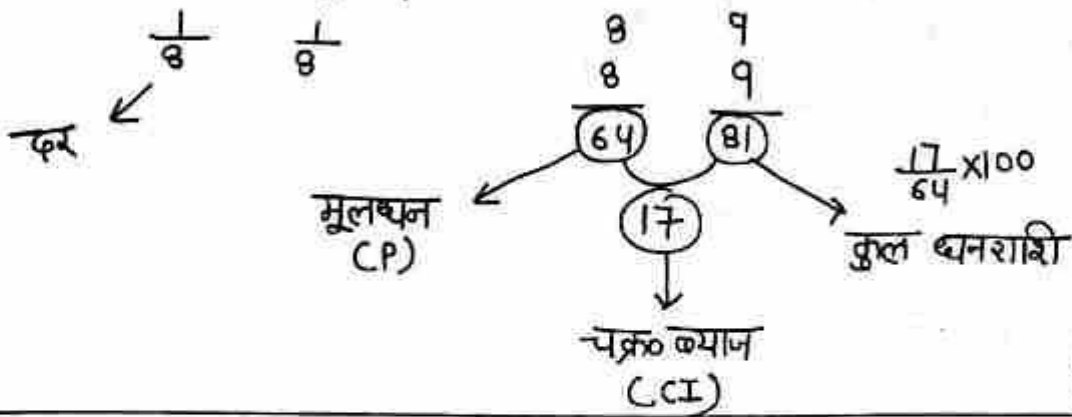 1/8 1/8 8 9
8 9
दर 64 81
17/64 X100
मूलधन 17 कुल धनराशि
(P)
चक्र० ब्याज
(CI)